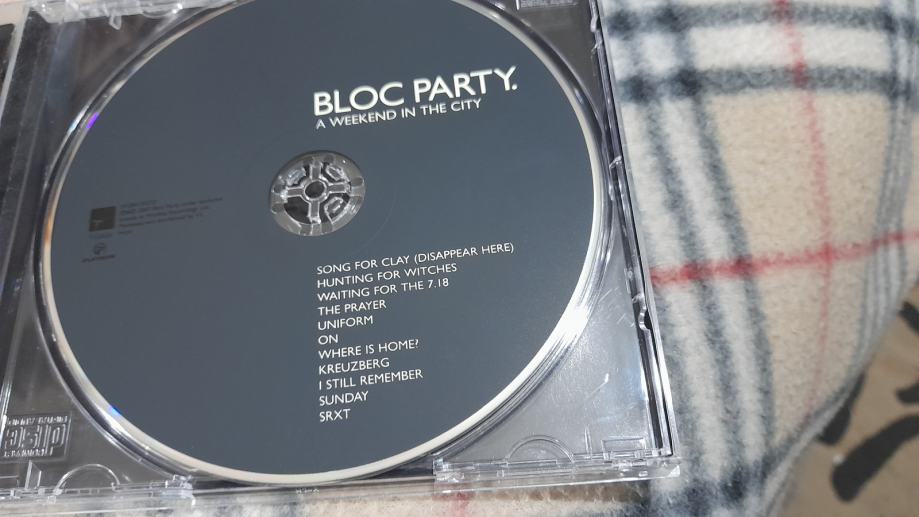 BLOC PARTY.
A WEEKEND IN THE CITY
SONG FOR CLAY (DISAPPEAR HERE)
HUNTING FOR WITCHES
WAITING FOR THE 7.18
THE PRAYER
UNIFORM
ON
WHERE IS HOME?
KREUZBERG
I STILL REMEMBER
SUNDAY
SRXT